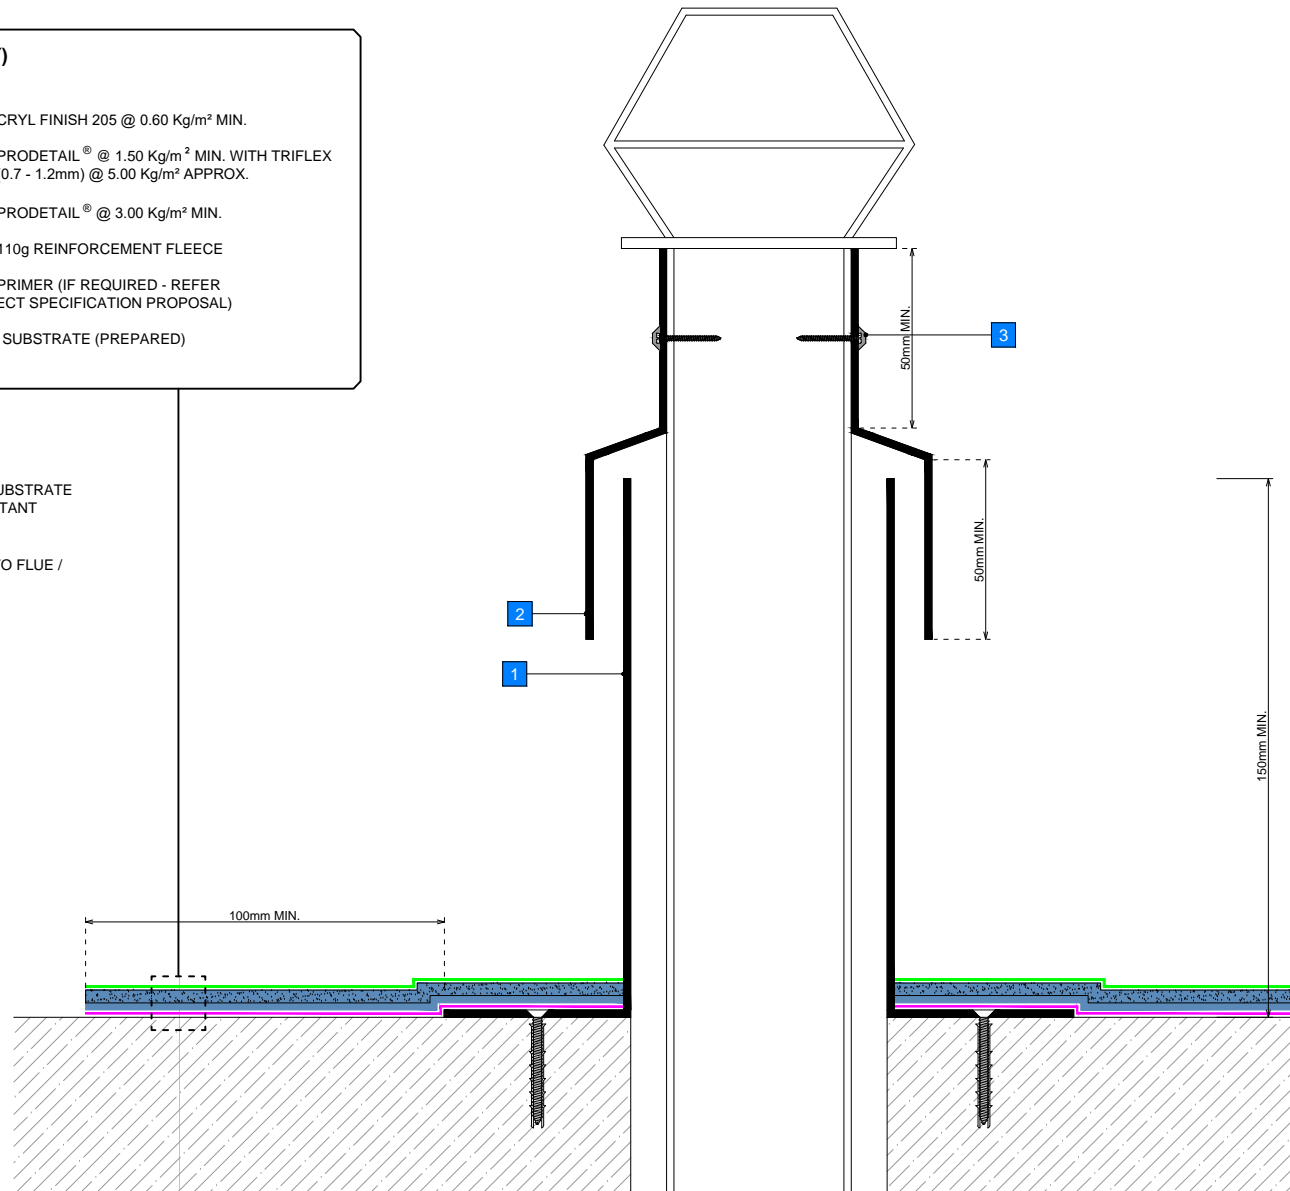 )
CRYL FINISH 205 @ 0.60 Kg/m² MIN.
PRODETAIL® @ 1.50 Kg/m² MIN. WITH TRIFLEX
(0.7 - 1.2mm) @ 5.00 Kg/m² APPROX.
PRODETAIL® @ 3.00 Kg/m² MIN.
110g REINFORCEMENT FLEECE
PRIMER (IF REQUIRED - REFER
ECT SPECIFICATION PROPOSAL)
SUBSTRATE (PREPARED)
UBSTRATE
TANT
TO FLUE /
50mm MIN.
3
50mm MIN.
2
1
150mm MIN.
100mm MIN.